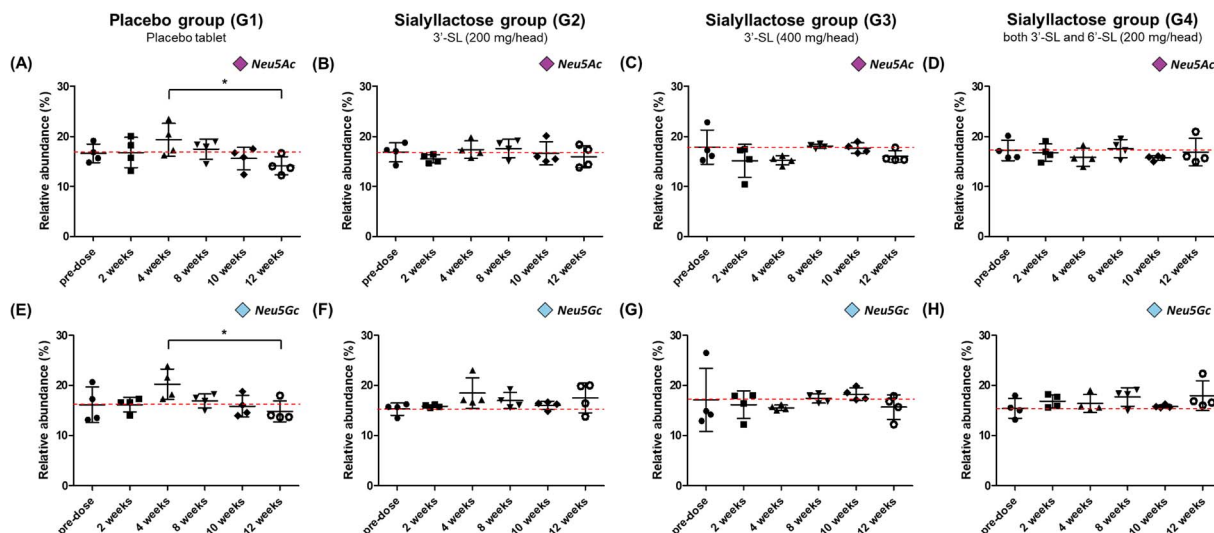 Placebo group (G1)
Placebo tablet
Sialyllactose group (G2)
3'-SL (200 mg/head)
Sialyllactose group (G3)
3'-SL (400 mg/head)
Sialyllactose group (G4)
both 3'-SL and 6'-SL (200 mg/head)
(A)
Neu5Ac
Relative abundance (%)
30
20
10
0
*
pre-dose
2 weeks
4 weeks
8 weeks
10 weeks
12 weeks
(B)
Neu5Ac
Relative abundance (%)
30
20
10
0
pre-dose
2 weeks
4 weeks
8 weeks
10 weeks
12 weeks
(C)
Neu5Ac
Relative abundance (%)
30
20
10
0
pre-dose
2 weeks
4 weeks
8 weeks
10 weeks
12 weeks
(D)
Neu5Ac
Relative abundance (%)
30
20
10
0
pre-dose
2 weeks
4 weeks
8 weeks
10 weeks
12 weeks
(E)
Neu5Gc
Relative abundance (%)
30
20
10
0
*
pre-dose
2 weeks
4 weeks
8 weeks
10 weeks
12 weeks
(F)
Neu5Gc
Relative abundance (%)
30
20
10
0
pre-dose
2 weeks
4 weeks
8 weeks
10 weeks
12 weeks
(G)
Neu5Gc
Relative abundance (%)
30
20
10
0
pre-dose
2 weeks
4 weeks
8 weeks
10 weeks
12 weeks
(H)
Neu5Gc
Relative abundance (%)
30
20
10
0
pre-dose
2 weeks
4 weeks
8 weeks
10 weeks
12 weeks